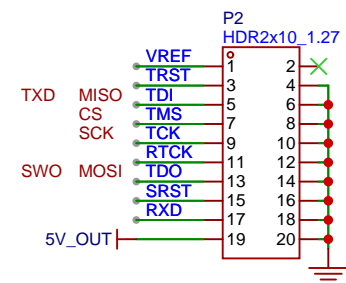 P2
HDR2x10_1.27
VREF 1 2
TRST 3 4
TXD MISO TDI 5 6
CS TMS 7 8
SCK TCK 9 10
RTCK 11 12
SWO MOSI TDO 13 14
SRST 15 16
RXD 17 18
5V_OUT 19 20